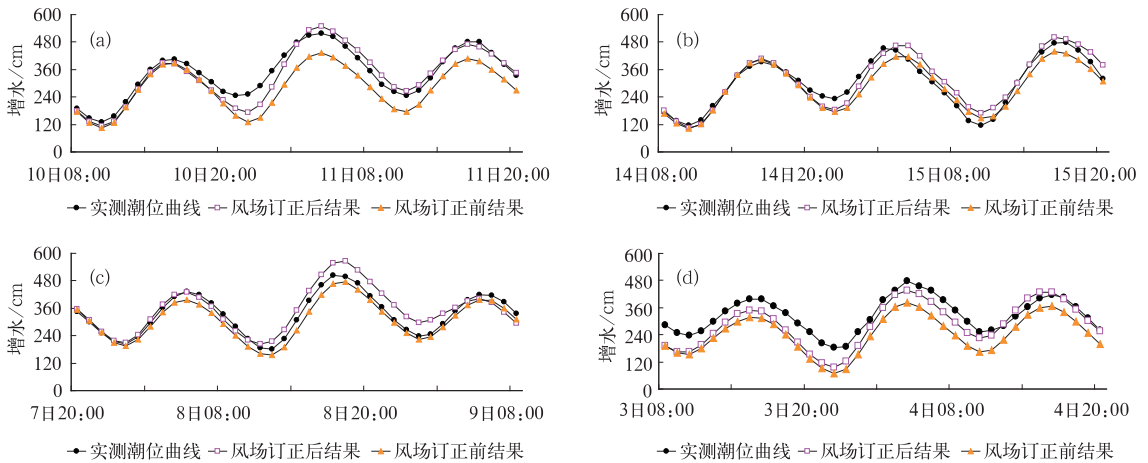 600
480
360
240
120
0
增水/cm
(a)
10日08:00
10日20:00
11日08:00
11日20:00
实测潮位曲线
风场订正后结果
风场订正前结果
600
480
360
240
120
0
增水/cm
(b)
14日08:00
14日20:00
15日08:00
15日20:00
实测潮位曲线
风场订正后结果
风场订正前结果
600
480
360
240
120
0
增水/cm
(c)
7日20:00
8日08:00
8日20:00
9日08:00
实测潮位曲线
风场订正后结果
风场订正前结果
600
480
360
240
120
0
增水/cm
(d)
3日08:00
3日20:00
4日08:00
4日20:00
实测潮位曲线
风场订正后结果
风场订正前结果